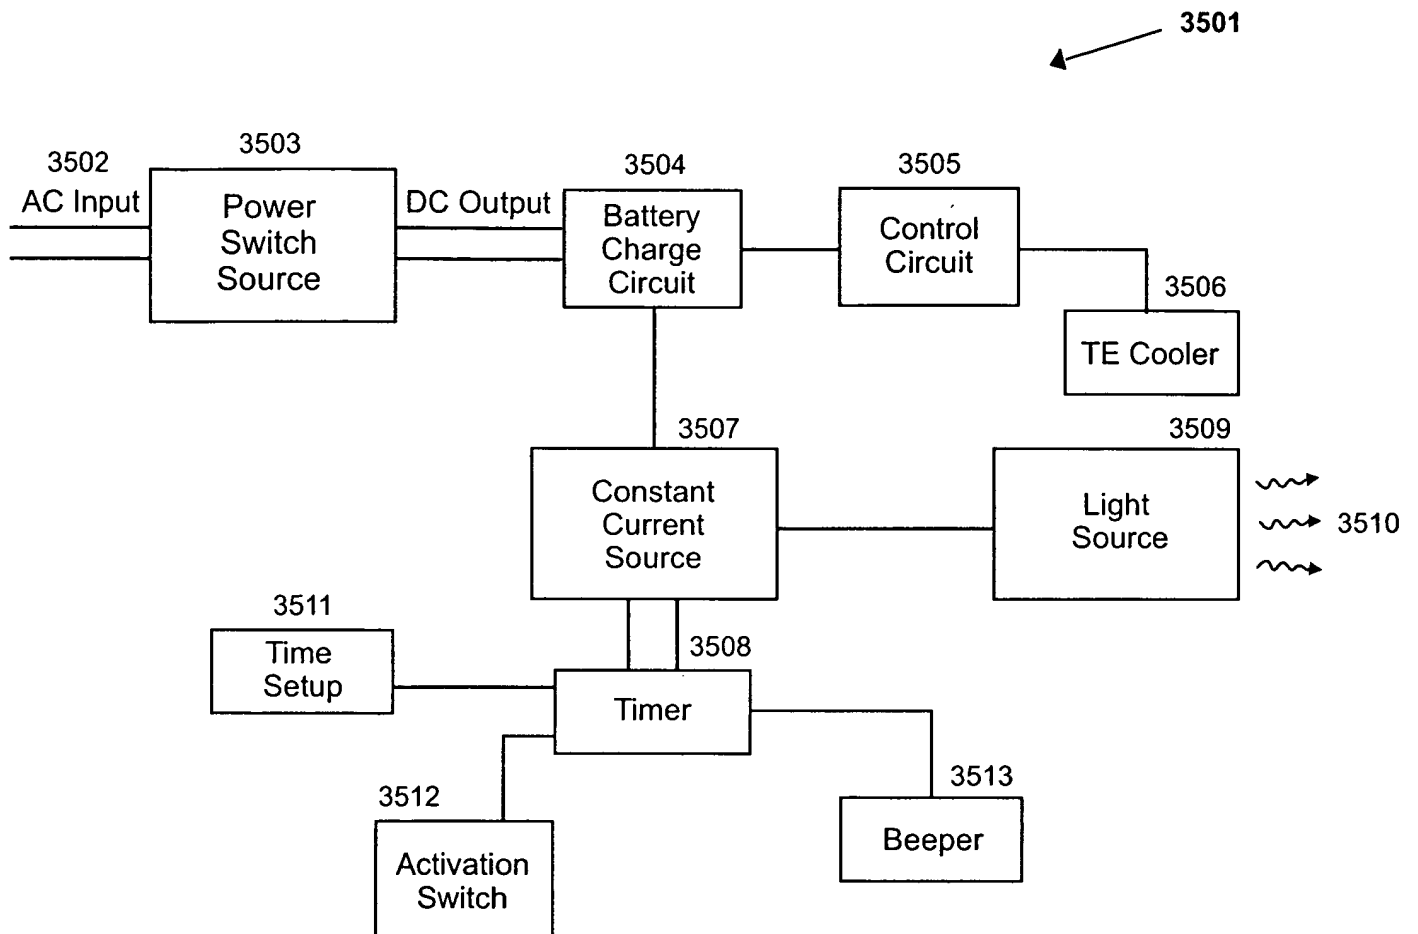 3501
3502
AC Input
3503
Power
Switch
Source
DC Output
3504
Battery
Charge
Circuit
3505
Control
Circuit
3506
TE Cooler
3507
Constant
Current
Source
3509
Light
Source
3510
3511
Time
Setup
3508
Timer
3512
Activation
Switch
3513
Beeper